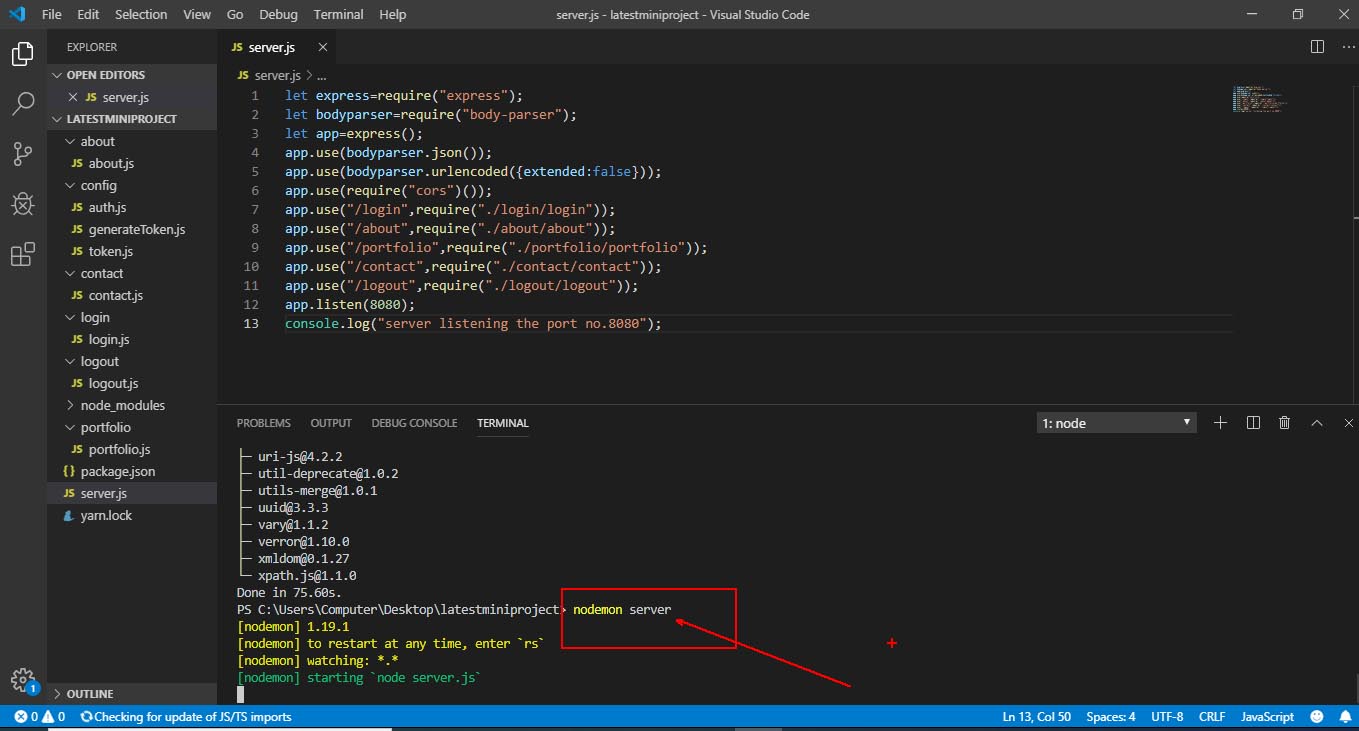 File Edit Selection View Go Debug Terminal Help
server.js - latestminiproject - Visual Studio Code
EXPLORER
OPEN EDITORS
JS server.js
LATESTMINIPROJECT
about
JS about.js
config
JS auth.js
JS generateToken.js
JS token.js
contact
JS contact.js
login
JS login.js
logout
JS logout.js
node_modules
portfolio
JS portfolio.js
{} package.json
JS server.js
yarn.lock
OUTLINE
1
JS server.js
JS server.js > ...
1 let express=require("express");
2 let bodyparser=require("body-parser");
3 let app=express();
4 app.use(bodyparser.json());
5 app.use(bodyparser.urlencoded({extended:false}));
6 app.use(require("cors")());
7 app.use("/login",require("./login/login"));
8 app.use("/about",require("./about/about"));
9 app.use("/portfolio",require("./portfolio/portfolio"));
10 app.use("/contact",require("./contact/contact"));
11 app.use("/logout",require("./logout/logout"));
12 app.listen(8080);
13 console.log("server listening the port no.8080");
PROBLEMS OUTPUT DEBUG CONSOLE TERMINAL
1: node
├─ uri-js@4.2.2
├─ util-deprecate@1.0.2
├─ utils-merge@1.0.1
├─ uuid@3.3.3
├─ vary@1.1.2
├─ verror@1.10.0
├─ xmldom@0.1.27
└─ xpath.js@1.1.0
Done in 75.60s.
PS C:\Users\Computer\Desktop\latestminiproject> nodemon server
[nodemon] 1.19.1
[nodemon] to restart at any time, enter `rs`
[nodemon] watching: *.*
[nodemon] starting `node server.js`
0 0 Checking for update of JS/TS imports
Ln 13, Col 50 Spaces: 4 UTF-8 CRLF JavaScript